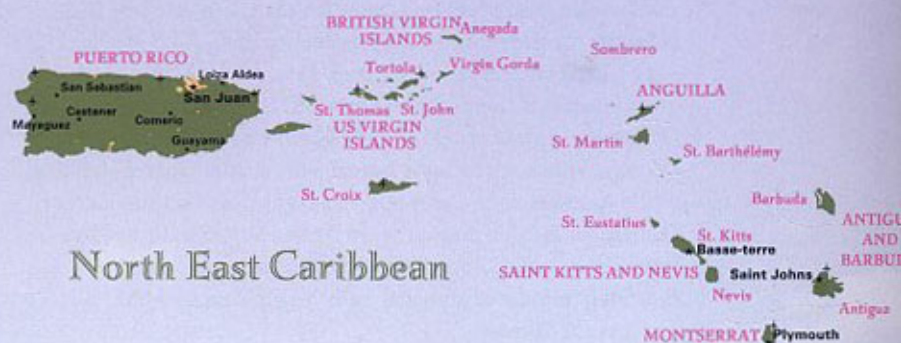 BRITISH VIRGIN
ISLANDS
Anegada
Sombrero
PUERTO RICO
Loiza Aldea
Tortola
Virgin Gorda
San Sebastian
San Juan
ANGUILLA
St. Thomas
St. John
Mayaguez
Castener
Comerio
US VIRGIN
ISLANDS
Guayama
St. Martin
St. Barthélémy
St. Croix
Barbuda
St. Eustatius
ANTIGU
AND
BARBUD
St. Kitts
Basse-terre
North East Caribbean
SAINT KITTS AND NEVIS
Saint Johns
Nevis
Antigua
MONTSERRAT
Plymouth